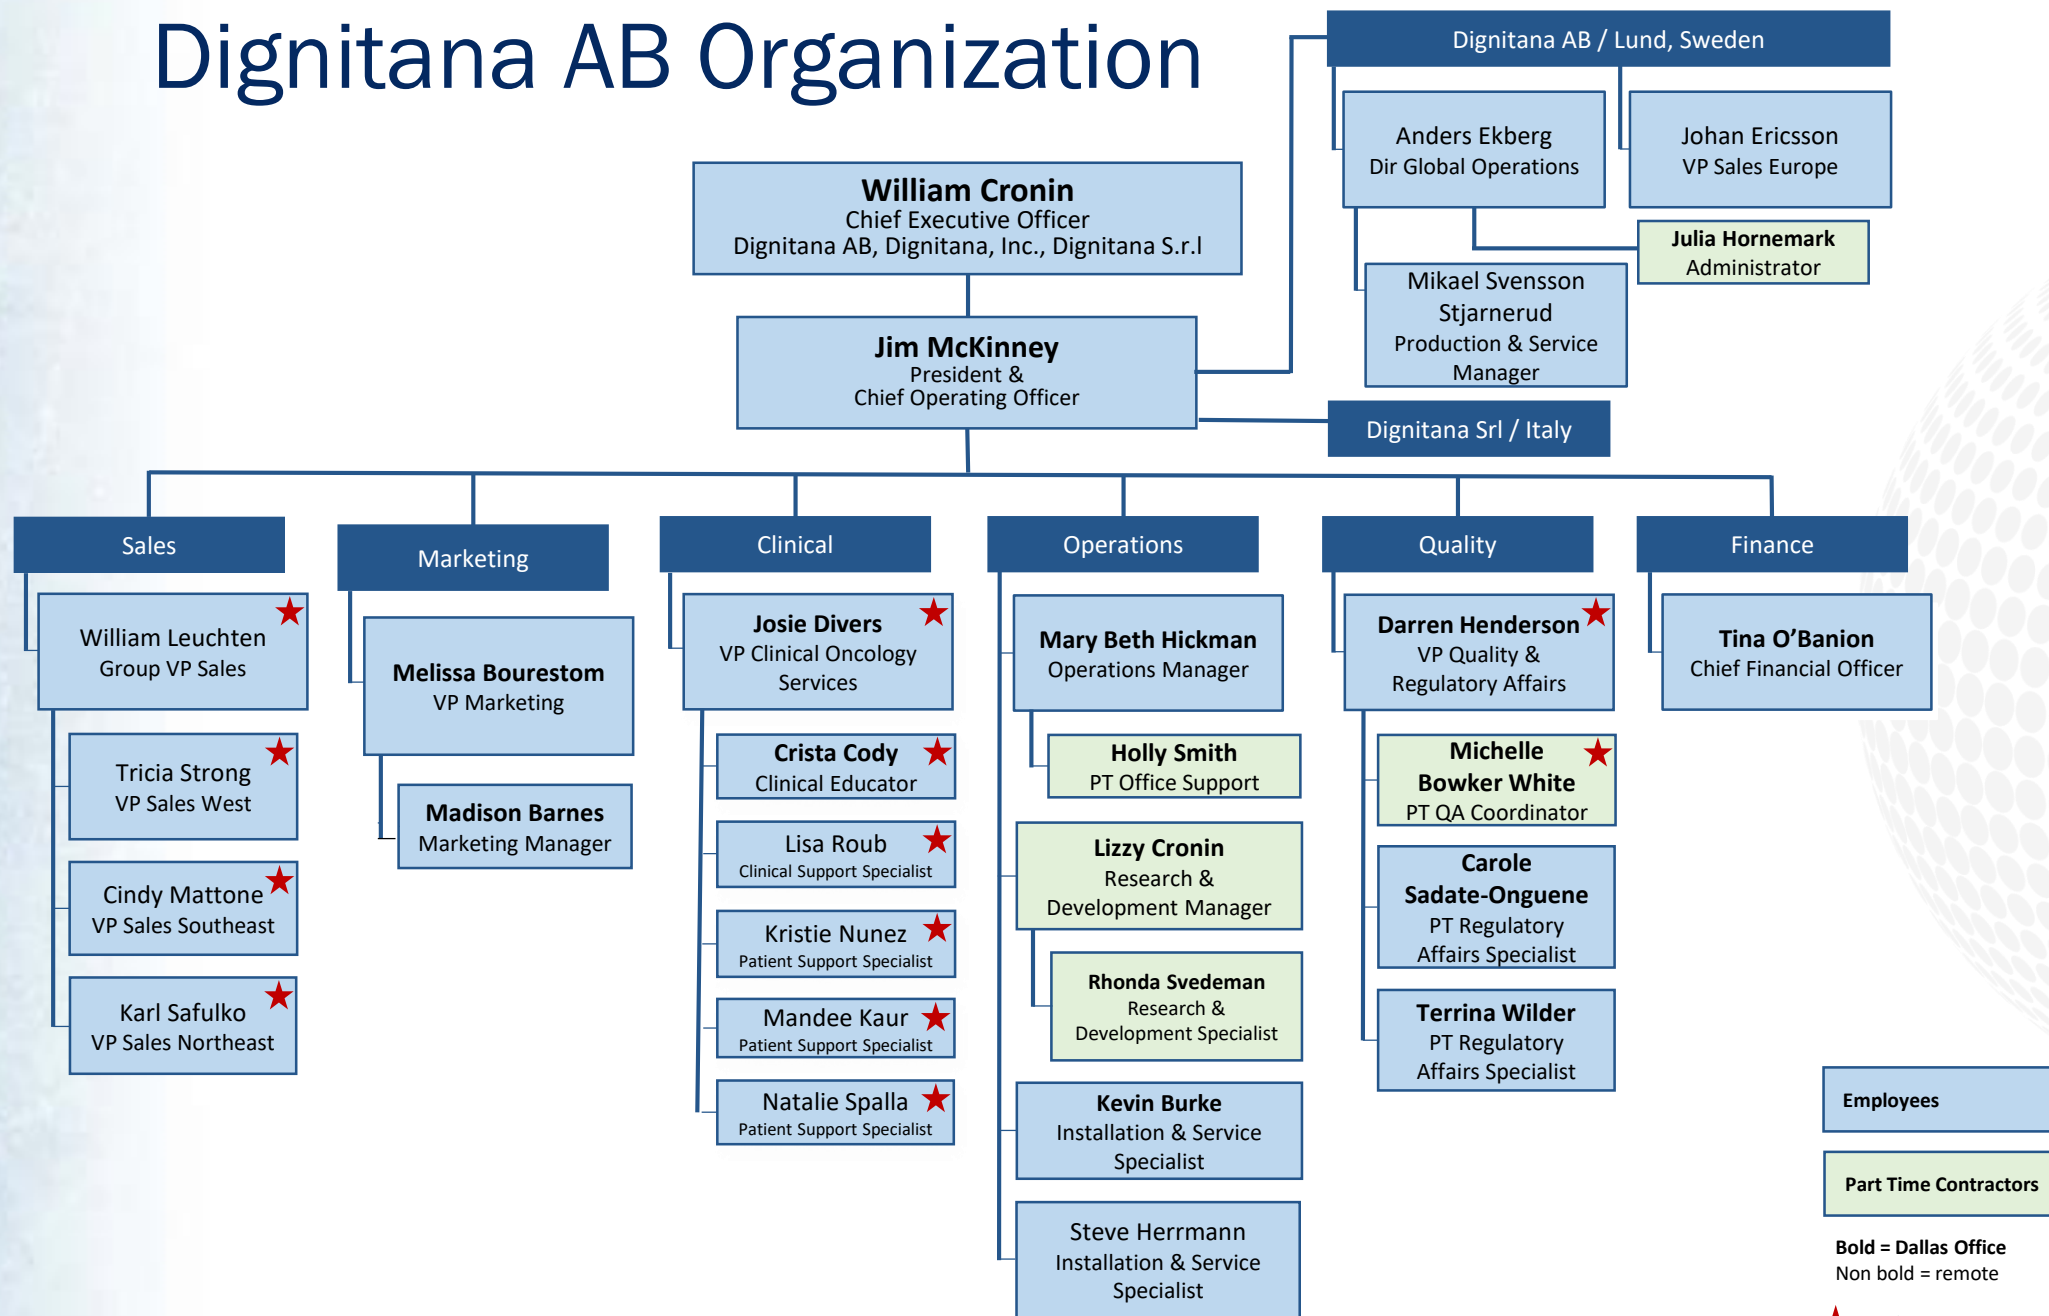 Dignitana AB Organization
Dignitana AB / Lund, Sweden
Anders Ekberg
Dir Global Operations
Johan Ericsson
VP Sales Europe
Julia Hornemark
Administrator
Mikael Svensson
Stjarnerud
Production & Service
Manager
William Cronin
Chief Executive Officer
Dignitana AB, Dignitana, Inc., Dignitana S.r.l
Jim McKinney
President &
Chief Operating Officer
Dignitana Srl / Italy
Sales
William Leuchten
Group VP Sales
Tricia Strong
VP Sales West
Cindy Mattone
VP Sales Southeast
Karl Safulko
VP Sales Northeast
Marketing
Melissa Bourestom
VP Marketing
Madison Barnes
Marketing Manager
Clinical
Josie Divers
VP Clinical Oncology
Services
Crista Cody
Clinical Educator
Lisa Roub
Clinical Support Specialist
Kristie Nunez
Patient Support Specialist
Mandee Kaur
Patient Support Specialist
Natalie Spalla
Patient Support Specialist
Operations
Mary Beth Hickman
Operations Manager
Holly Smith
PT Office Support
Lizzy Cronin
Research &
Development Manager
Rhonda Svedeman
Research &
Development Specialist
Kevin Burke
Installation & Service
Specialist
Steve Herrmann
Installation & Service
Specialist
Quality
Darren Henderson
VP Quality &
Regulatory Affairs
Michelle
Bowker White
PT QA Coordinator
Carole
Sadate-Onguene
PT Regulatory
Affairs Specialist
Terrina Wilder
PT Regulatory
Affairs Specialist
Finance
Tina O’Banion
Chief Financial Officer
Employees
Part Time Contractors
Bold = Dallas Office
Non bold = remote